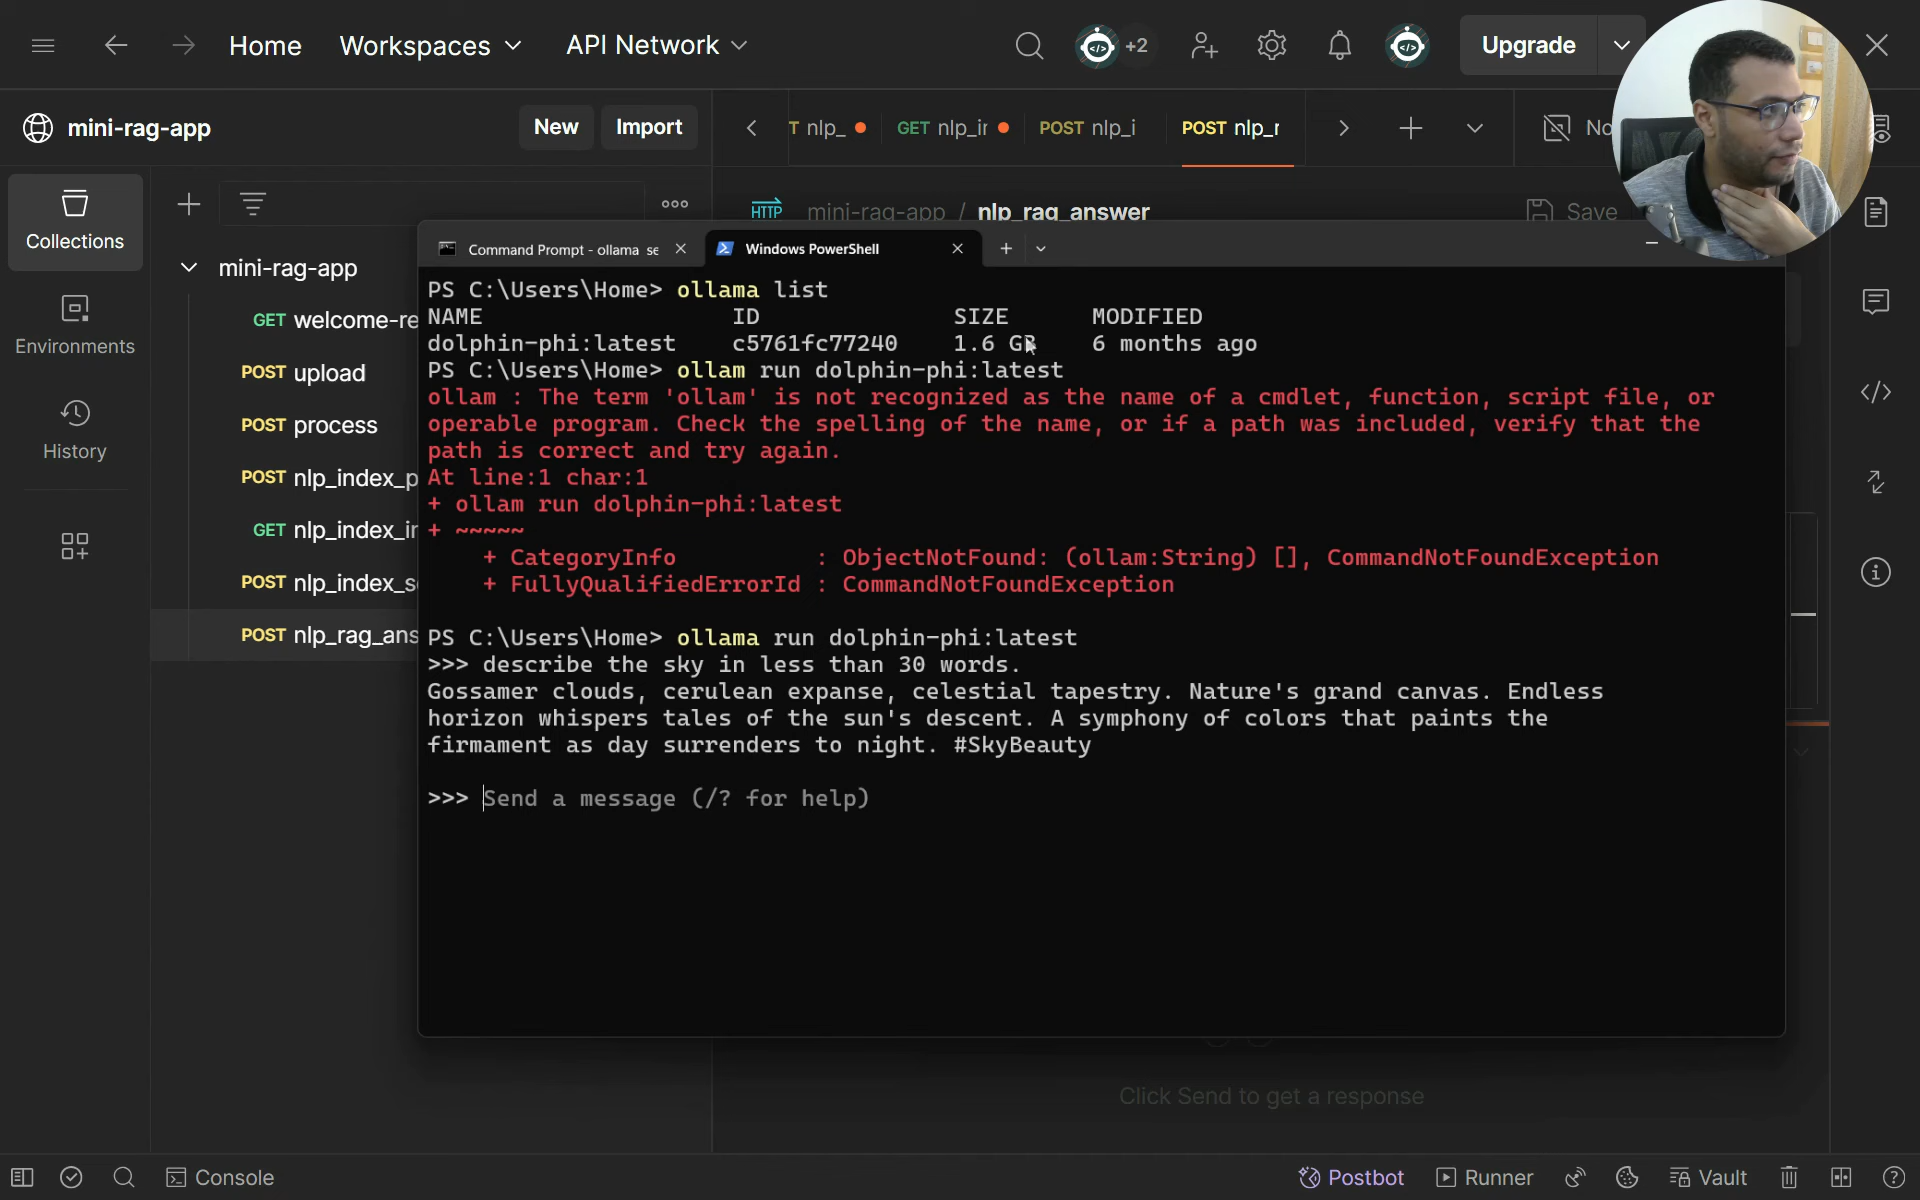 Home Workspaces API Network +2 Upgrade
mini-rag-app New Import
T nlp_ GET nlp_ir POST nlp_i POST nlp_r No
Collections
HTTP mini-rag-app / nlp_rag_answer Save
Command Prompt - ollama se Windows PowerShell
mini-rag-app
GET welcome-re
POST upload
POST process
POST nlp_index_p
GET nlp_index_ir
POST nlp_index_s
POST nlp_rag_ans
Environments
History
PS C:\Users\Home> ollama list
NAME ID SIZE MODIFIED
dolphin-phi:latest c5761fc77240 1.6 GB 6 months ago
PS C:\Users\Home> ollam run dolphin-phi:latest
ollam : The term 'ollam' is not recognized as the name of a cmdlet, function, script file, or
operable program. Check the spelling of the name, or if a path was included, verify that the
path is correct and try again.
At line:1 char:1
+ ollam run dolphin-phi:latest
+ ~~~~~
+ CategoryInfo : ObjectNotFound: (ollam:String) [], CommandNotFoundException
+ FullyQualifiedErrorId : CommandNotFoundException
PS C:\Users\Home> ollama run dolphin-phi:latest
>>> describe the sky in less than 30 words.
Gossamer clouds, cerulean expanse, celestial tapestry. Nature's grand canvas. Endless
horizon whispers tales of the sun's descent. A symphony of colors that paints the
firmament as day surrenders to night. #SkyBeauty
>>> Send a message (/? for help)
Click Send to get a response
Console Postbot Runner Vault